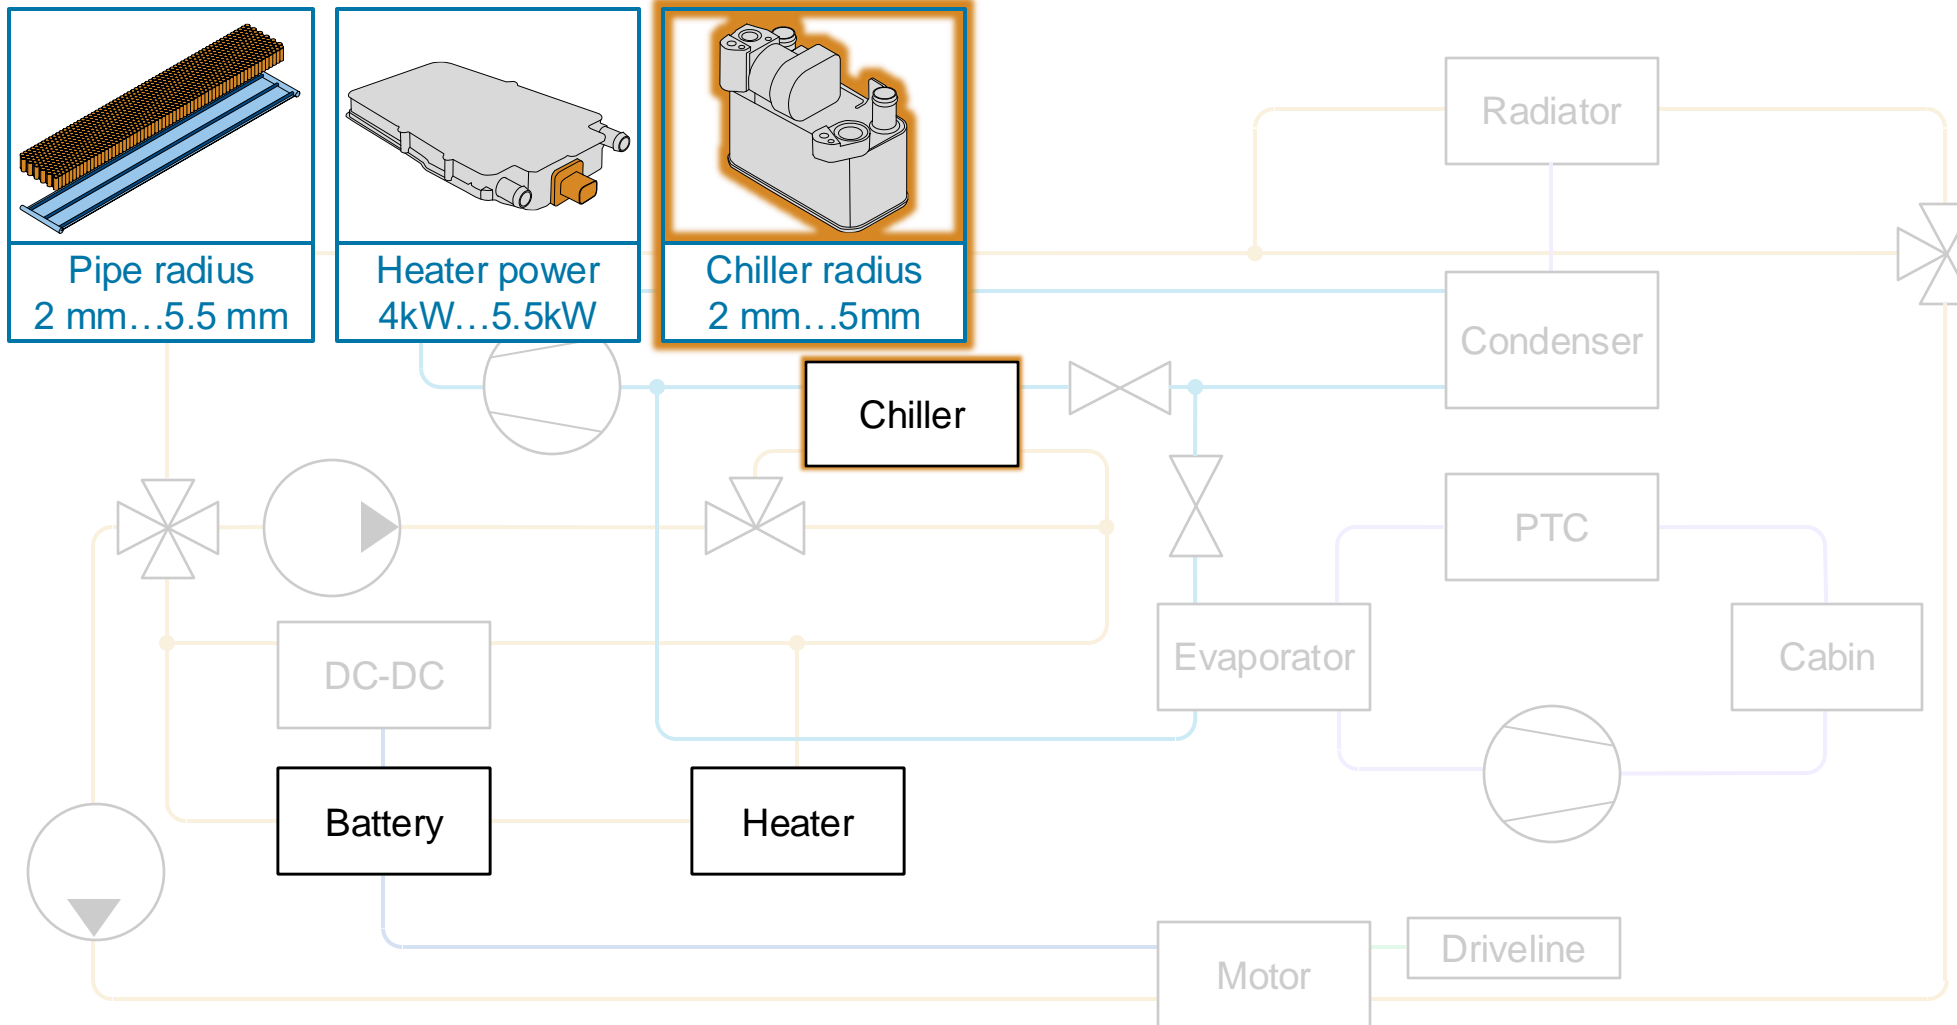 Pipe radius
2 mm...5.5 mm
Heater power
4kW...5.5kW
Chiller radius
2 mm...5mm
Radiator
Condenser
Chiller
PTC
Evaporator
Cabin
DC-DC
Battery
Heater
Driveline
Motor